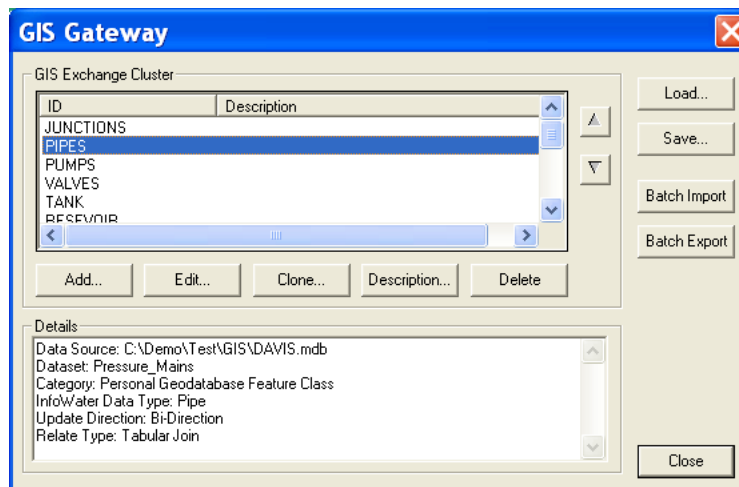 GIS Gateway
GIS Exchange Cluster
ID Description
JUNCTIONS
PIPES
PUMPS
VALVES
TANK
RESEVOIR
Add... Edit... Clone... Description... Delete
Load...
Save...
Batch Import
Batch Export
Details
Data Source: C:\Demo\Test\GIS\DAVIS.mdb
Dataset: Pressure_Mains
Category: Personal Geodatabase Feature Class
InfoWater Data Type: Pipe
Update Direction: Bi-Direction
Relate Type: Tabular Join
Close